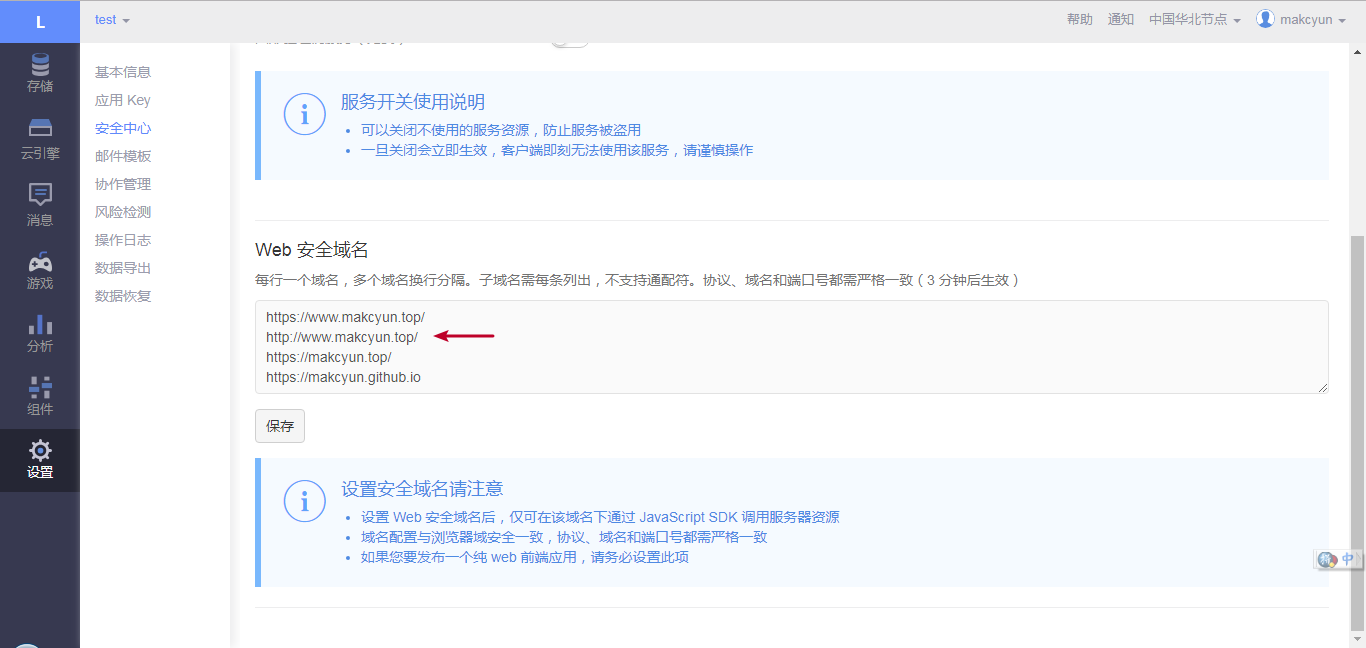 L
test
帮助
通知
中国华北节点
makcyun
存储
云引擎
消息
游戏
分析
组件
设置
基本信息
应用 Key
安全中心
邮件模板
协作管理
风险检测
操作日志
数据导出
数据恢复
服务开关使用说明
可以关闭不使用的服务资源，防止服务被盗用
一旦关闭会立即生效，客户端即刻无法使用该服务，请谨慎操作
Web 安全域名
每行一个域名，多个域名换行分隔。子域名需每条列出，不支持通配符。协议、域名和端口号都需严格一致（3 分钟后生效）
https://www.makcyun.top/
http://www.makcyun.top/
https://makcyun.top/
https://makcyun.github.io
保存
设置安全域名请注意
设置 Web 安全域名后，仅可在该域名下通过 JavaScript SDK 调用服务器资源
域名配置与浏览器域安全一致，协议、域名和端口号都需严格一致
如果您要发布一个纯 web 前端应用，请务必设置此项
中